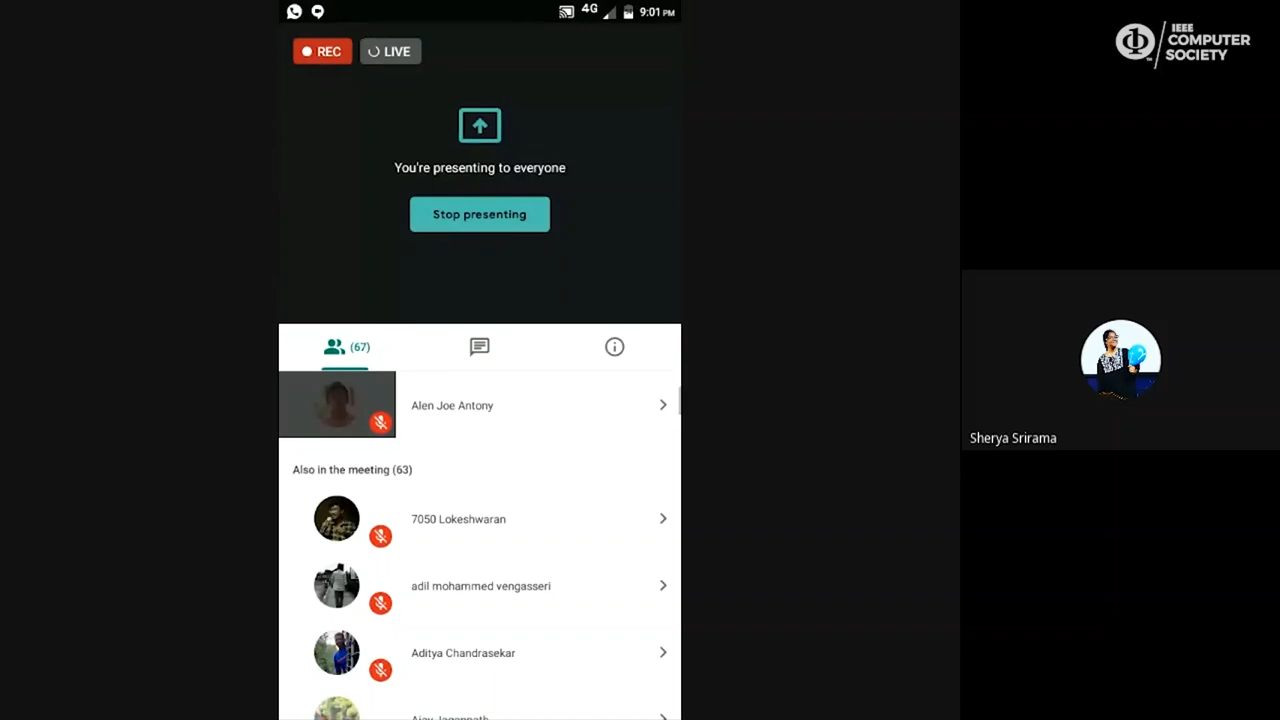 4G 9:01 PM
REC LIVE
You're presenting to everyone
Stop presenting
(67)
Alen Joe Antony
Also in the meeting (63)
7050 Lokeshwaran
adil mohammed vengasseri
Aditya Chandrasekar
IEEE
COMPUTER
SOCIETY
Sherya Srirama